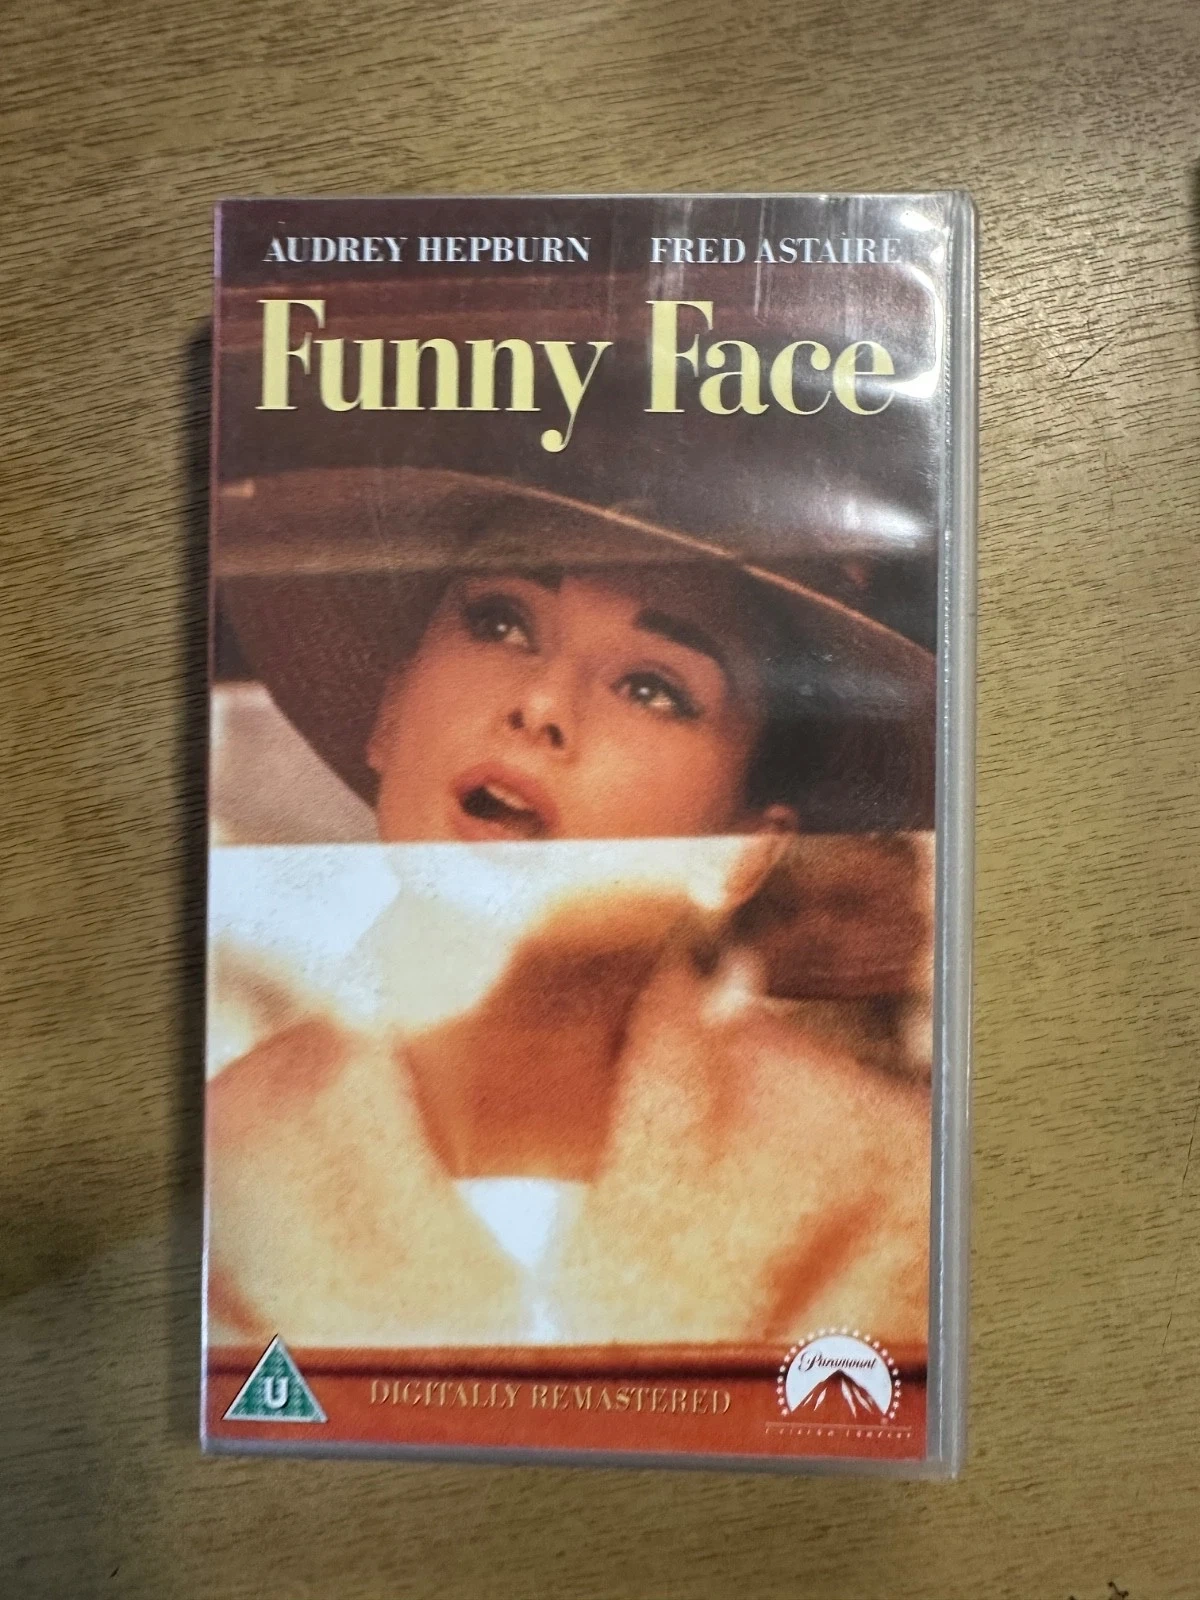 AUDREY HEPBURN FRED ASTAIRE
Funny Face
U
DIGITALLY REMASTERED
Paramount